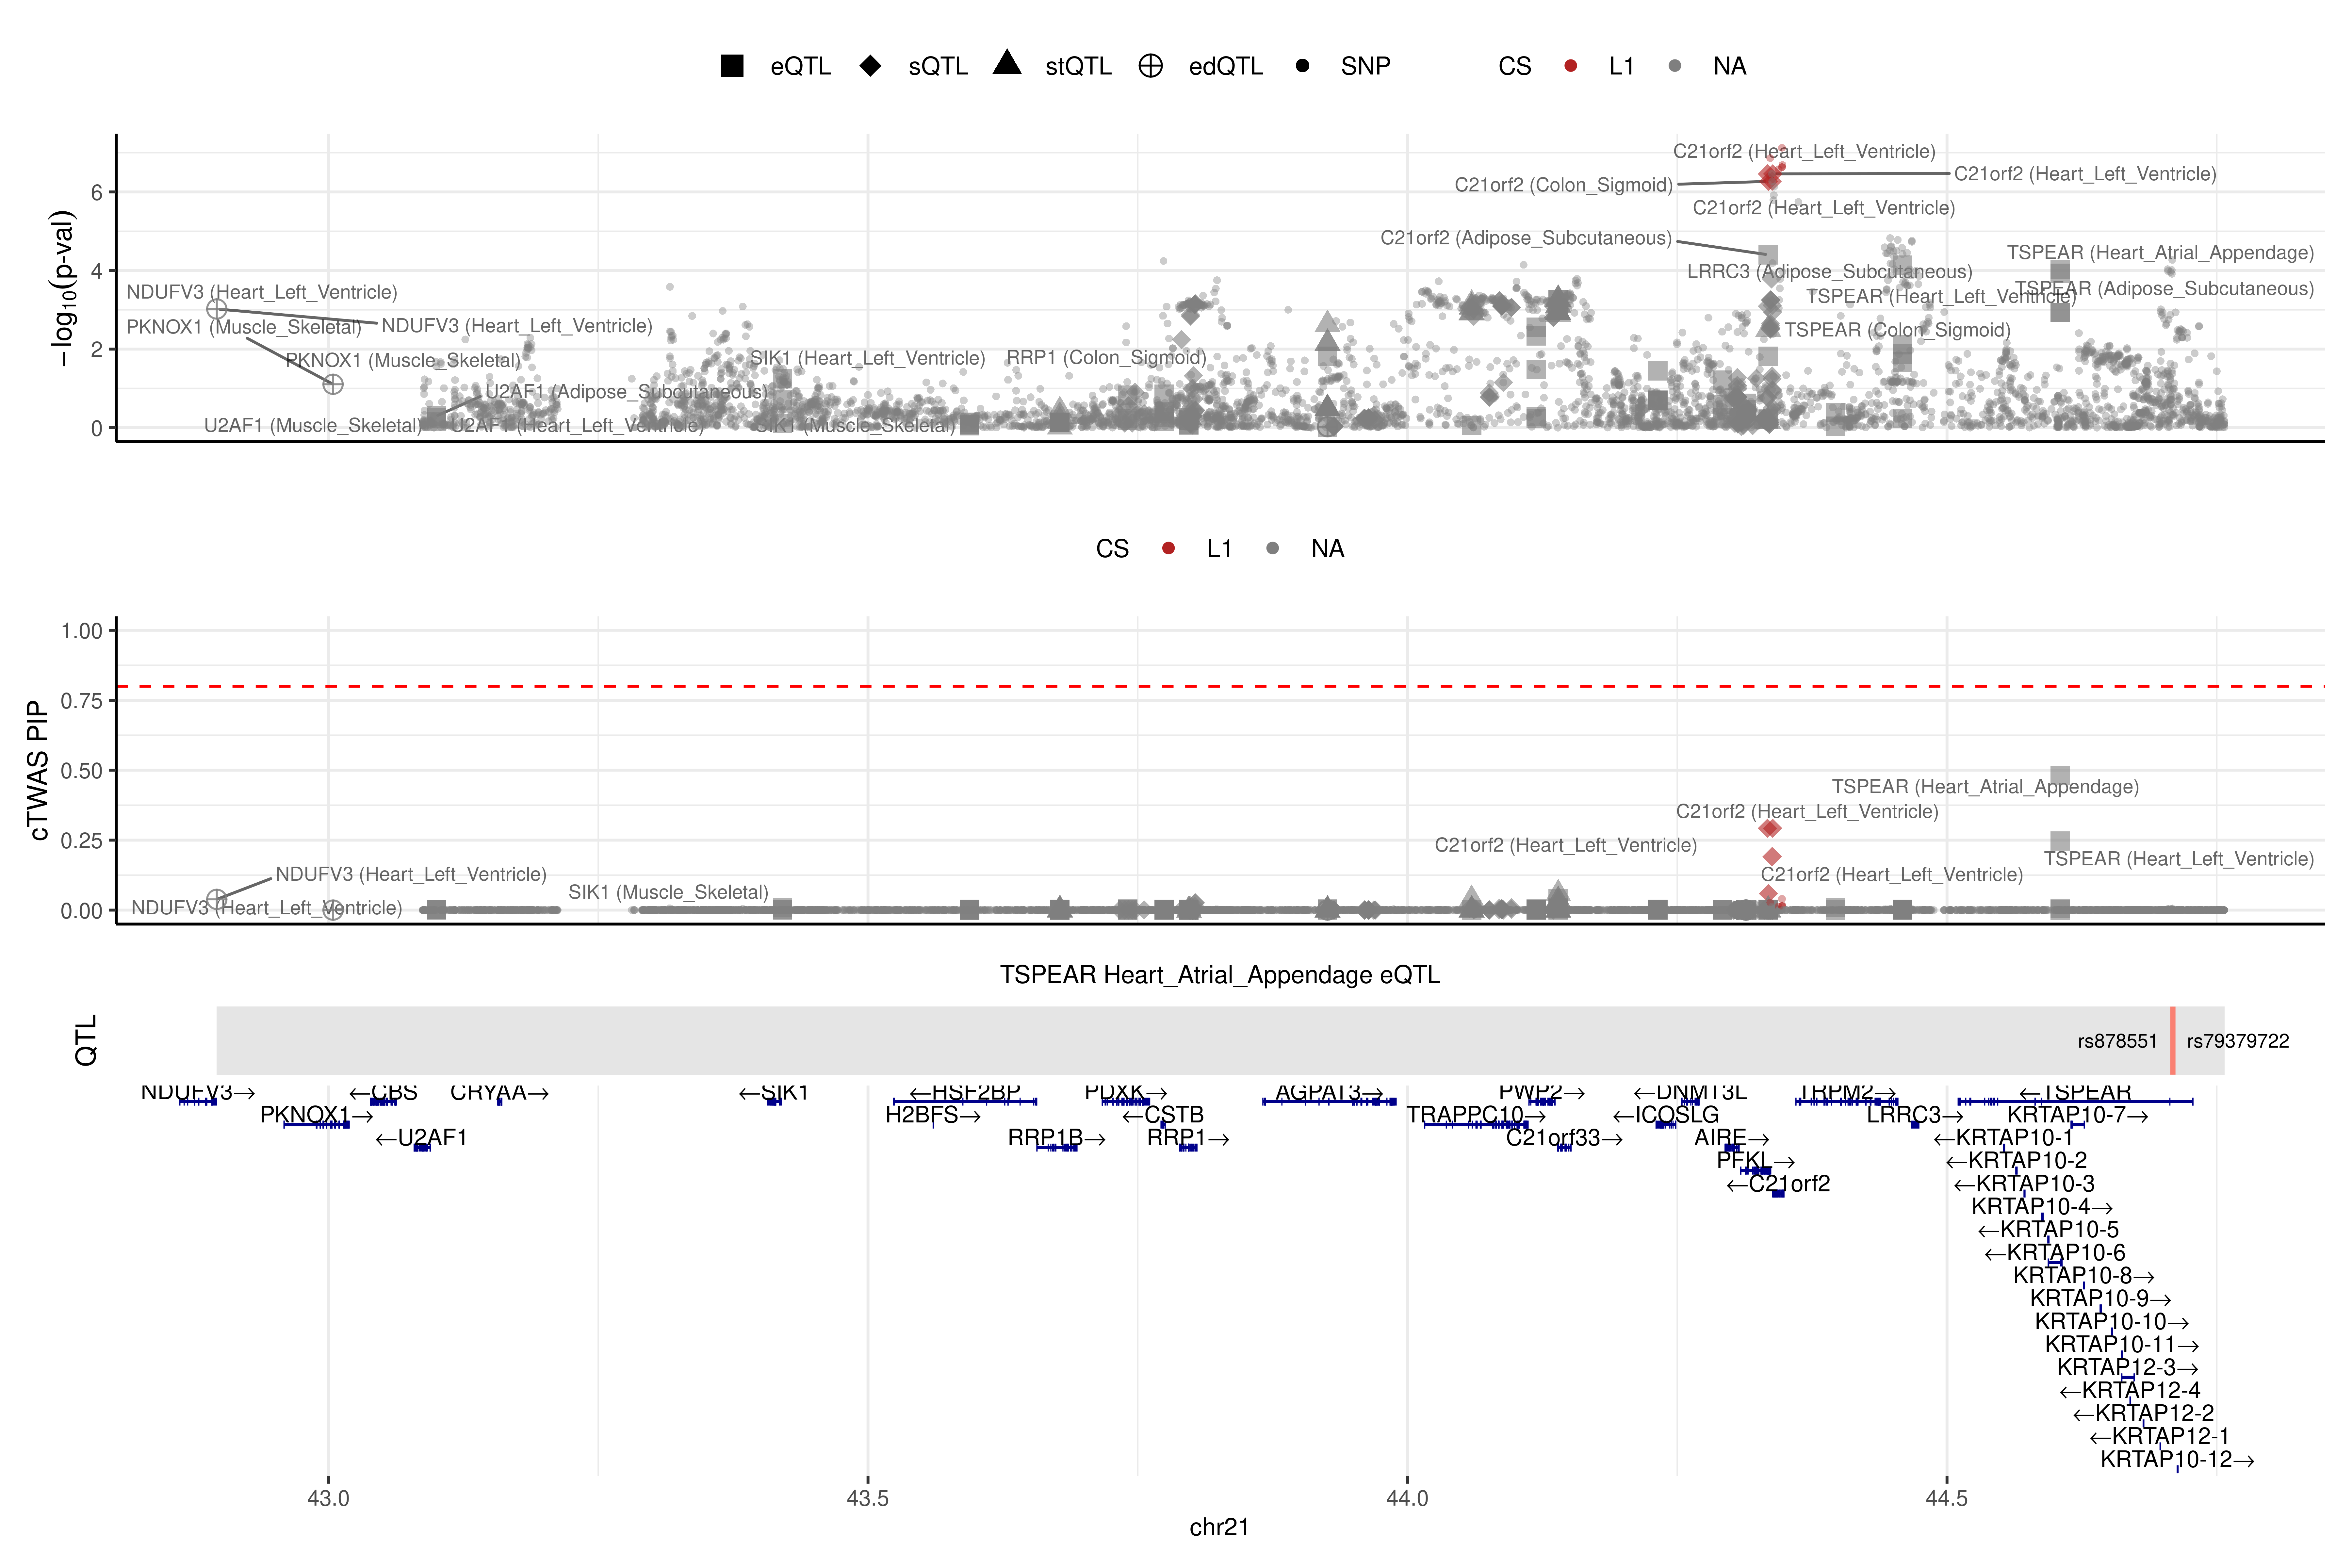 eQTL sQTL stQTL edQTL SNP CS L1 NA
−log10(p-val)
6
4
2
0
C21orf2 (Heart_Left_Ventricle)
C21orf2 (Heart_Left_Ventricle)
C21orf2 (Colon_Sigmoid)
C21orf2 (Heart_Left_Ventricle)
C21orf2 (Adipose_Subcutaneous)
TSPEAR (Heart_Atrial_Appendage)
LRRC3 (Adipose_Subcutaneous)
TSPEAR (Adipose_Subcutaneous)
NDUFV3 (Heart_Left_Ventricle)
TSPEAR (Heart_Left_Ventricle)
PKNOX1 (Muscle_Skeletal)
NDUFV3 (Heart_Left_Ventricle)
TSPEAR (Colon_Sigmoid)
PKNOX1 (Muscle_Skeletal)
SIK1 (Heart_Left_Ventricle)
RRP1 (Colon_Sigmoid)
U2AF1 (Adipose_Subcutaneous)
U2AF1 (Muscle_Skeletal)
U2AF1 (Heart_Left_Ventricle)
SIK1 (Muscle_Skeletal)
CS L1 NA
cTWAS PIP
1.00
0.75
0.50
0.25
0.00
TSPEAR (Heart_Atrial_Appendage)
C21orf2 (Heart_Left_Ventricle)
C21orf2 (Heart_Left_Ventricle)
TSPEAR (Heart_Left_Ventricle)
C21orf2 (Heart_Left_Ventricle)
NDUFV3 (Heart_Left_Ventricle)
SIK1 (Muscle_Skeletal)
NDUFV3 (Heart_Left_Ventricle)
TSPEAR Heart_Atrial_Appendage eQTL
QTL
rs878551 rs79379722
NDUFV3→ ←CBS CRYAA→ ←SIK1 ←HSF2BP PDXK→ AGPAT3→ PWP2→ ←DNMT3L TRPM2→ ←TSPEAR
PKNOX1→ H2BFS→ ←CSTB TRAPPC10→ ←ICOSLG LRRC3→ KRTAP10-7→
←U2AF1 RRP1B→ RRP1→ C21orf33→ AIRE→ ←KRTAP10-1
PFKL→ ←KRTAP10-2
←C21orf2 ←KRTAP10-3
KRTAP10-4→
←KRTAP10-5
←KRTAP10-6
KRTAP10-8→
KRTAP10-9→
KRTAP10-10→
KRTAP10-11→
KRTAP12-3→
←KRTAP12-4
←KRTAP12-2
←KRTAP12-1
KRTAP10-12→
43.0 43.5 44.0 44.5
chr21